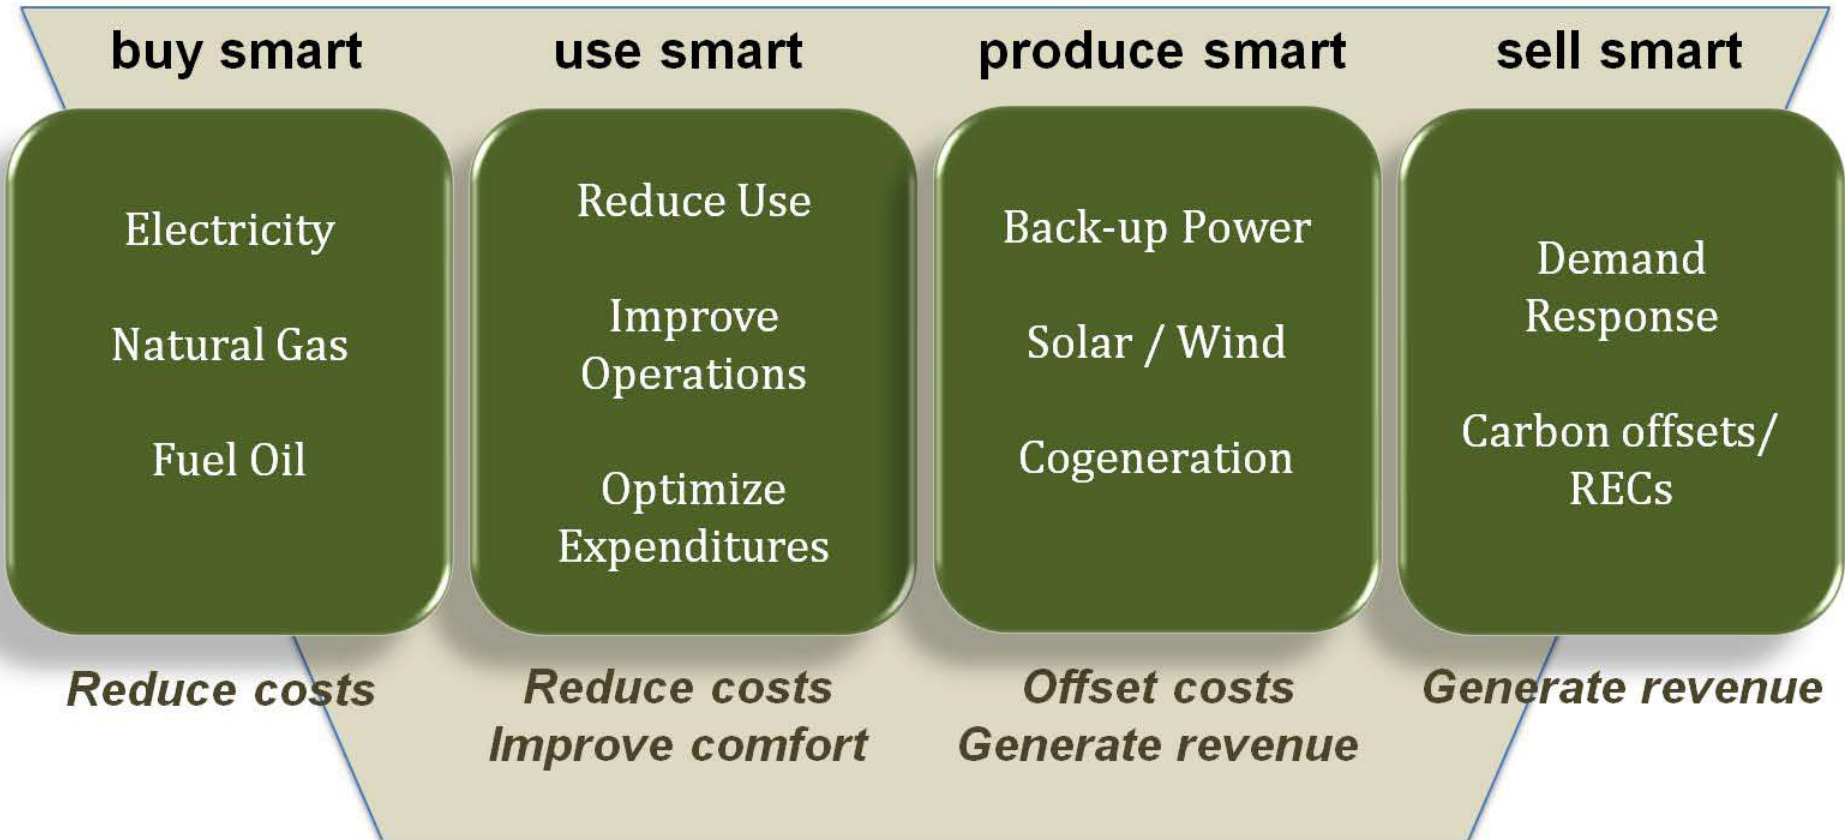 buy smart
Electricity
Natural Gas
Fuel Oil
Reduce costs
use smart
Reduce Use
Improve
Operations
Optimize
Expenditures
Reduce costs
Improve comfort
produce smart
Back-up Power
Solar / Wind
Cogeneration
Offset costs
Generate revenue
sell smart
Demand
Response
Carbon offsets/
RECs
Generate revenue